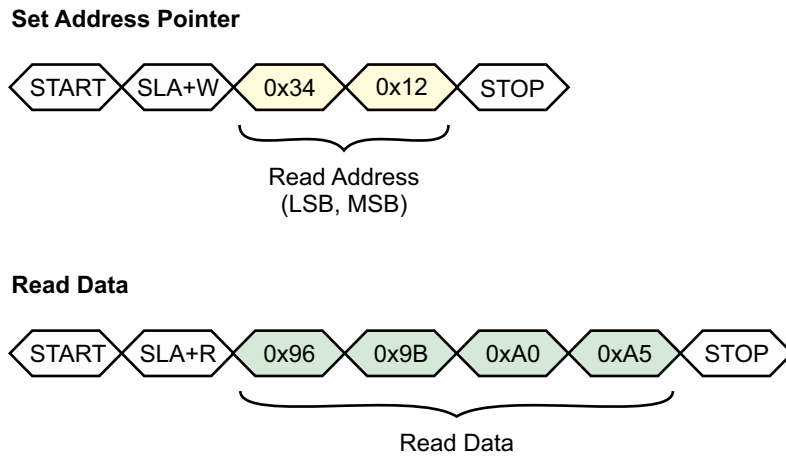 Set Address Pointer
START SLA+W 0x34 0x12 STOP
Read Address
(LSB, MSB)
Read Data
START SLA+R 0x96 0x9B 0xA0 0xA5 STOP
Read Data